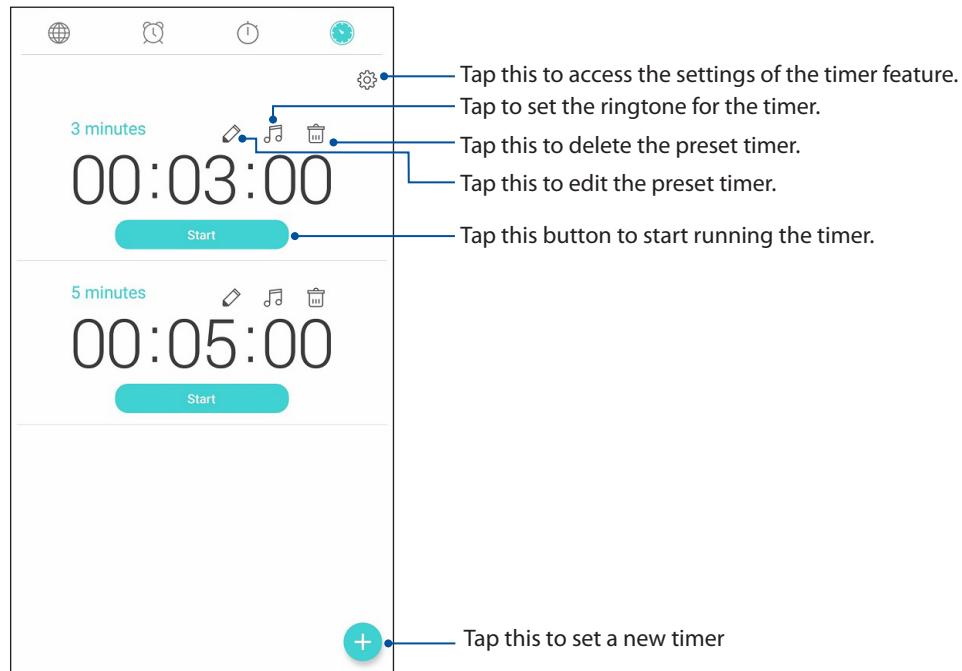 Tap this to access the settings of the timer feature.
Tap to set the ringtone for the timer.
3 minutes
Tap this to delete the preset timer.
00:03:00
Tap this to edit the preset timer.
Start
Tap this button to start running the timer.
5 minutes
00:05:00
Start
+
Tap this to set a new timer